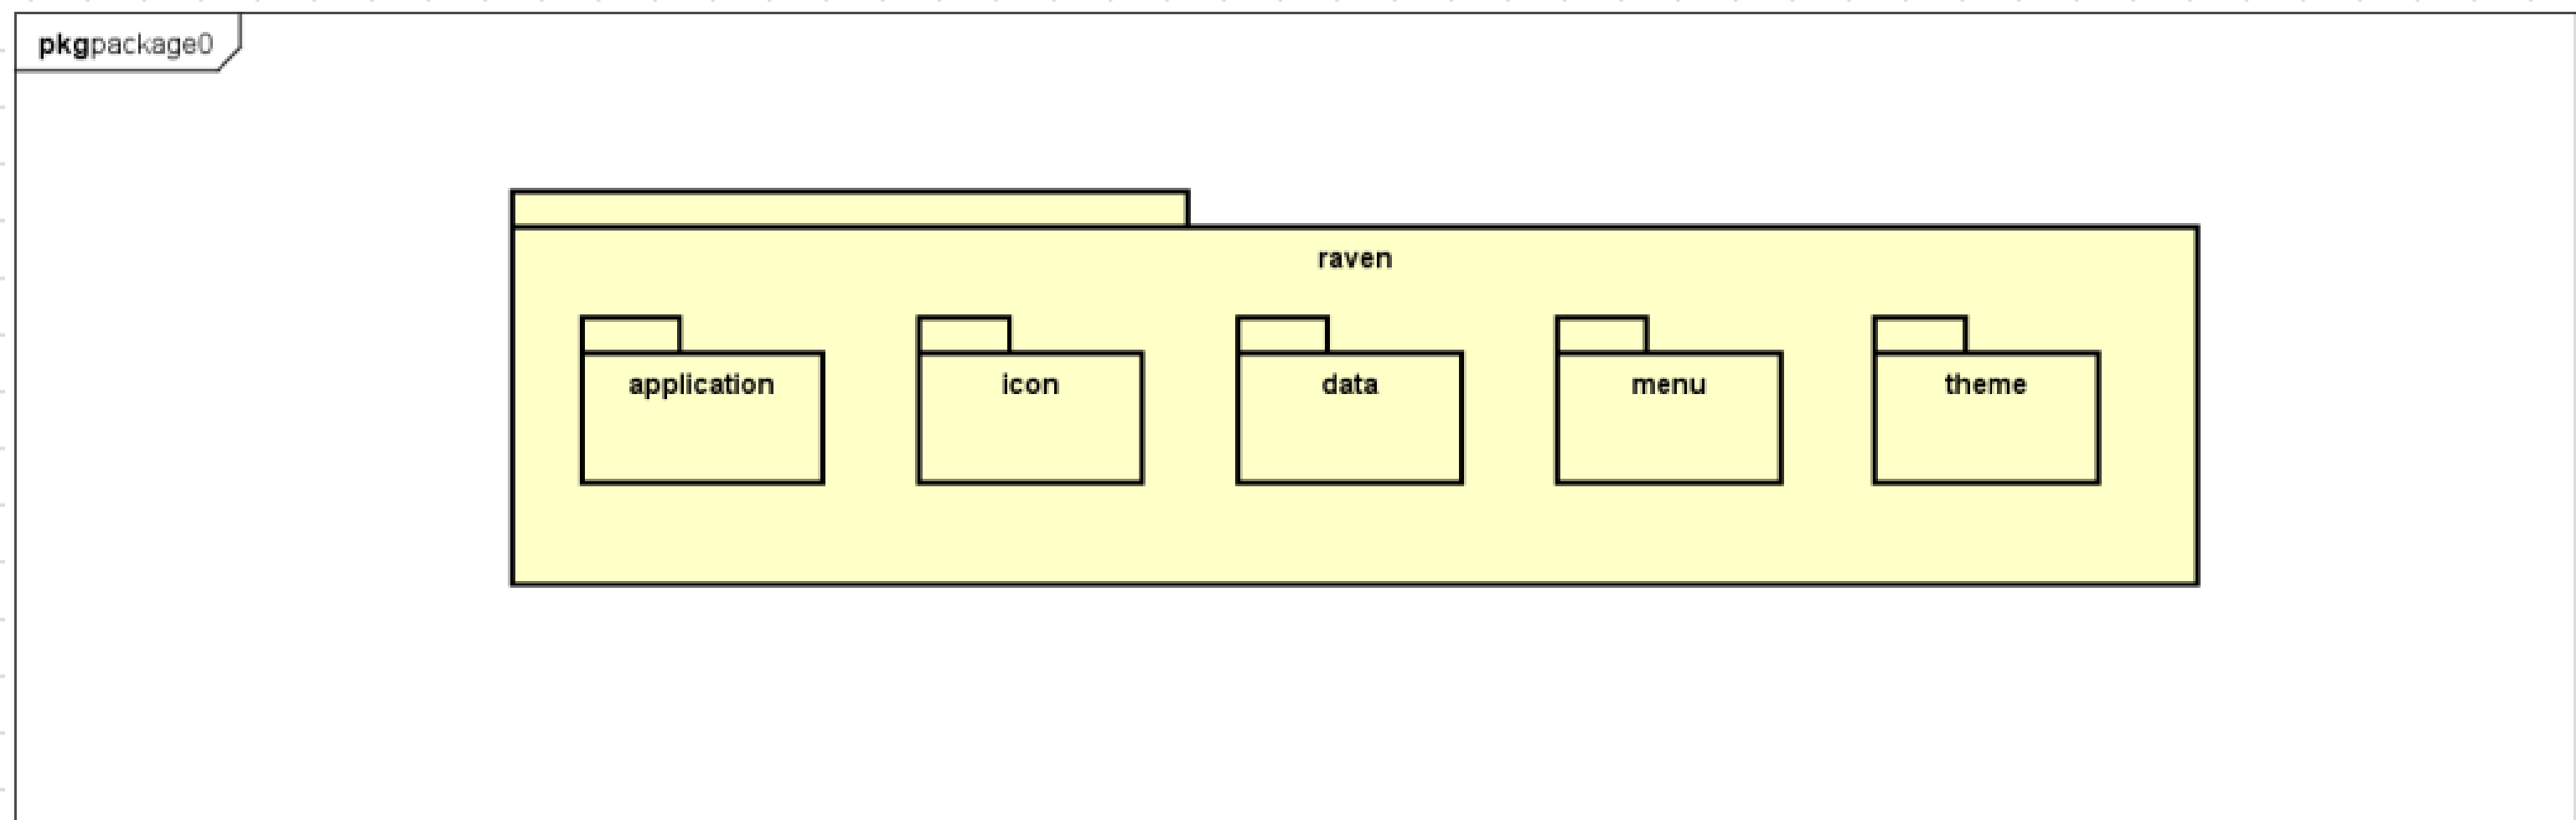 pkgpackage0
raven
application
icon
data
menu
theme